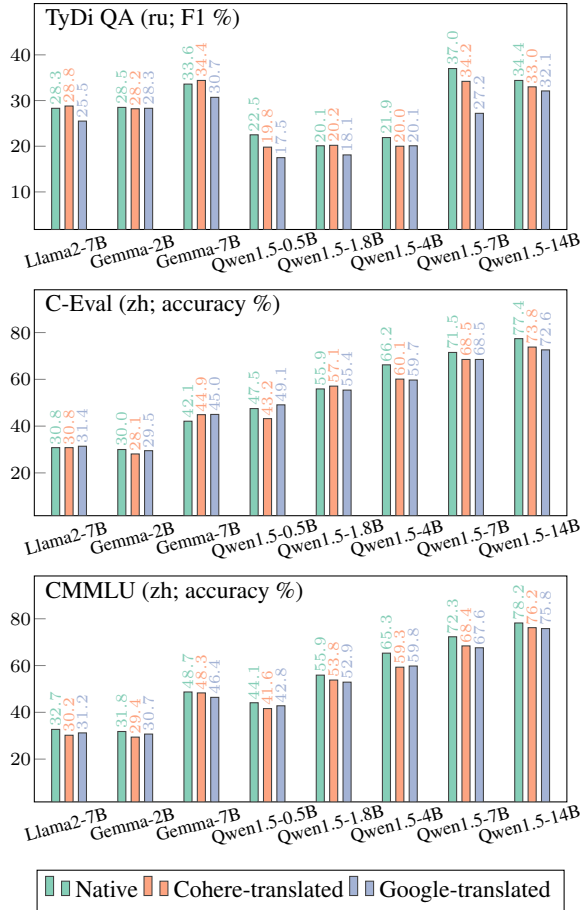 TyDi QA (ru; F1 %)
40
30
20
10
28.3 28.8 25.5 28.5 28.2 28.3 33.6 34.4 30.7 22.5 19.8 17.5 20.1 20.2 18.1 21.9 20.0 20.1 37.0 34.2 27.2 34.4 33.0 32.1
Llama2-7B Gemma-2B Gemma-7B Qwen1.5-0.5B Qwen1.5-1.8B Qwen1.5-4B Qwen1.5-7B Qwen1.5-14B
C-Eval (zh; accuracy %)
80
60
40
20
30.8 30.8 31.4 30.0 28.1 29.5 42.1 44.9 45.0 47.5 43.2 49.1 55.9 57.1 55.4 66.2 60.1 59.7 71.5 68.5 68.5 77.4 73.8 72.6
Llama2-7B Gemma-2B Gemma-7B Qwen1.5-0.5B Qwen1.5-1.8B Qwen1.5-4B Qwen1.5-7B Qwen1.5-14B
CMMLU (zh; accuracy %)
80
60
40
20
32.7 30.2 31.2 31.8 29.4 30.7 48.7 48.3 46.4 44.1 41.6 42.8 55.9 53.8 52.9 65.3 59.3 59.8 72.3 68.4 67.6 78.2 76.2 75.8
Llama2-7B Gemma-2B Gemma-7B Qwen1.5-0.5B Qwen1.5-1.8B Qwen1.5-4B Qwen1.5-7B Qwen1.5-14B
Native Cohere-translated Google-translated